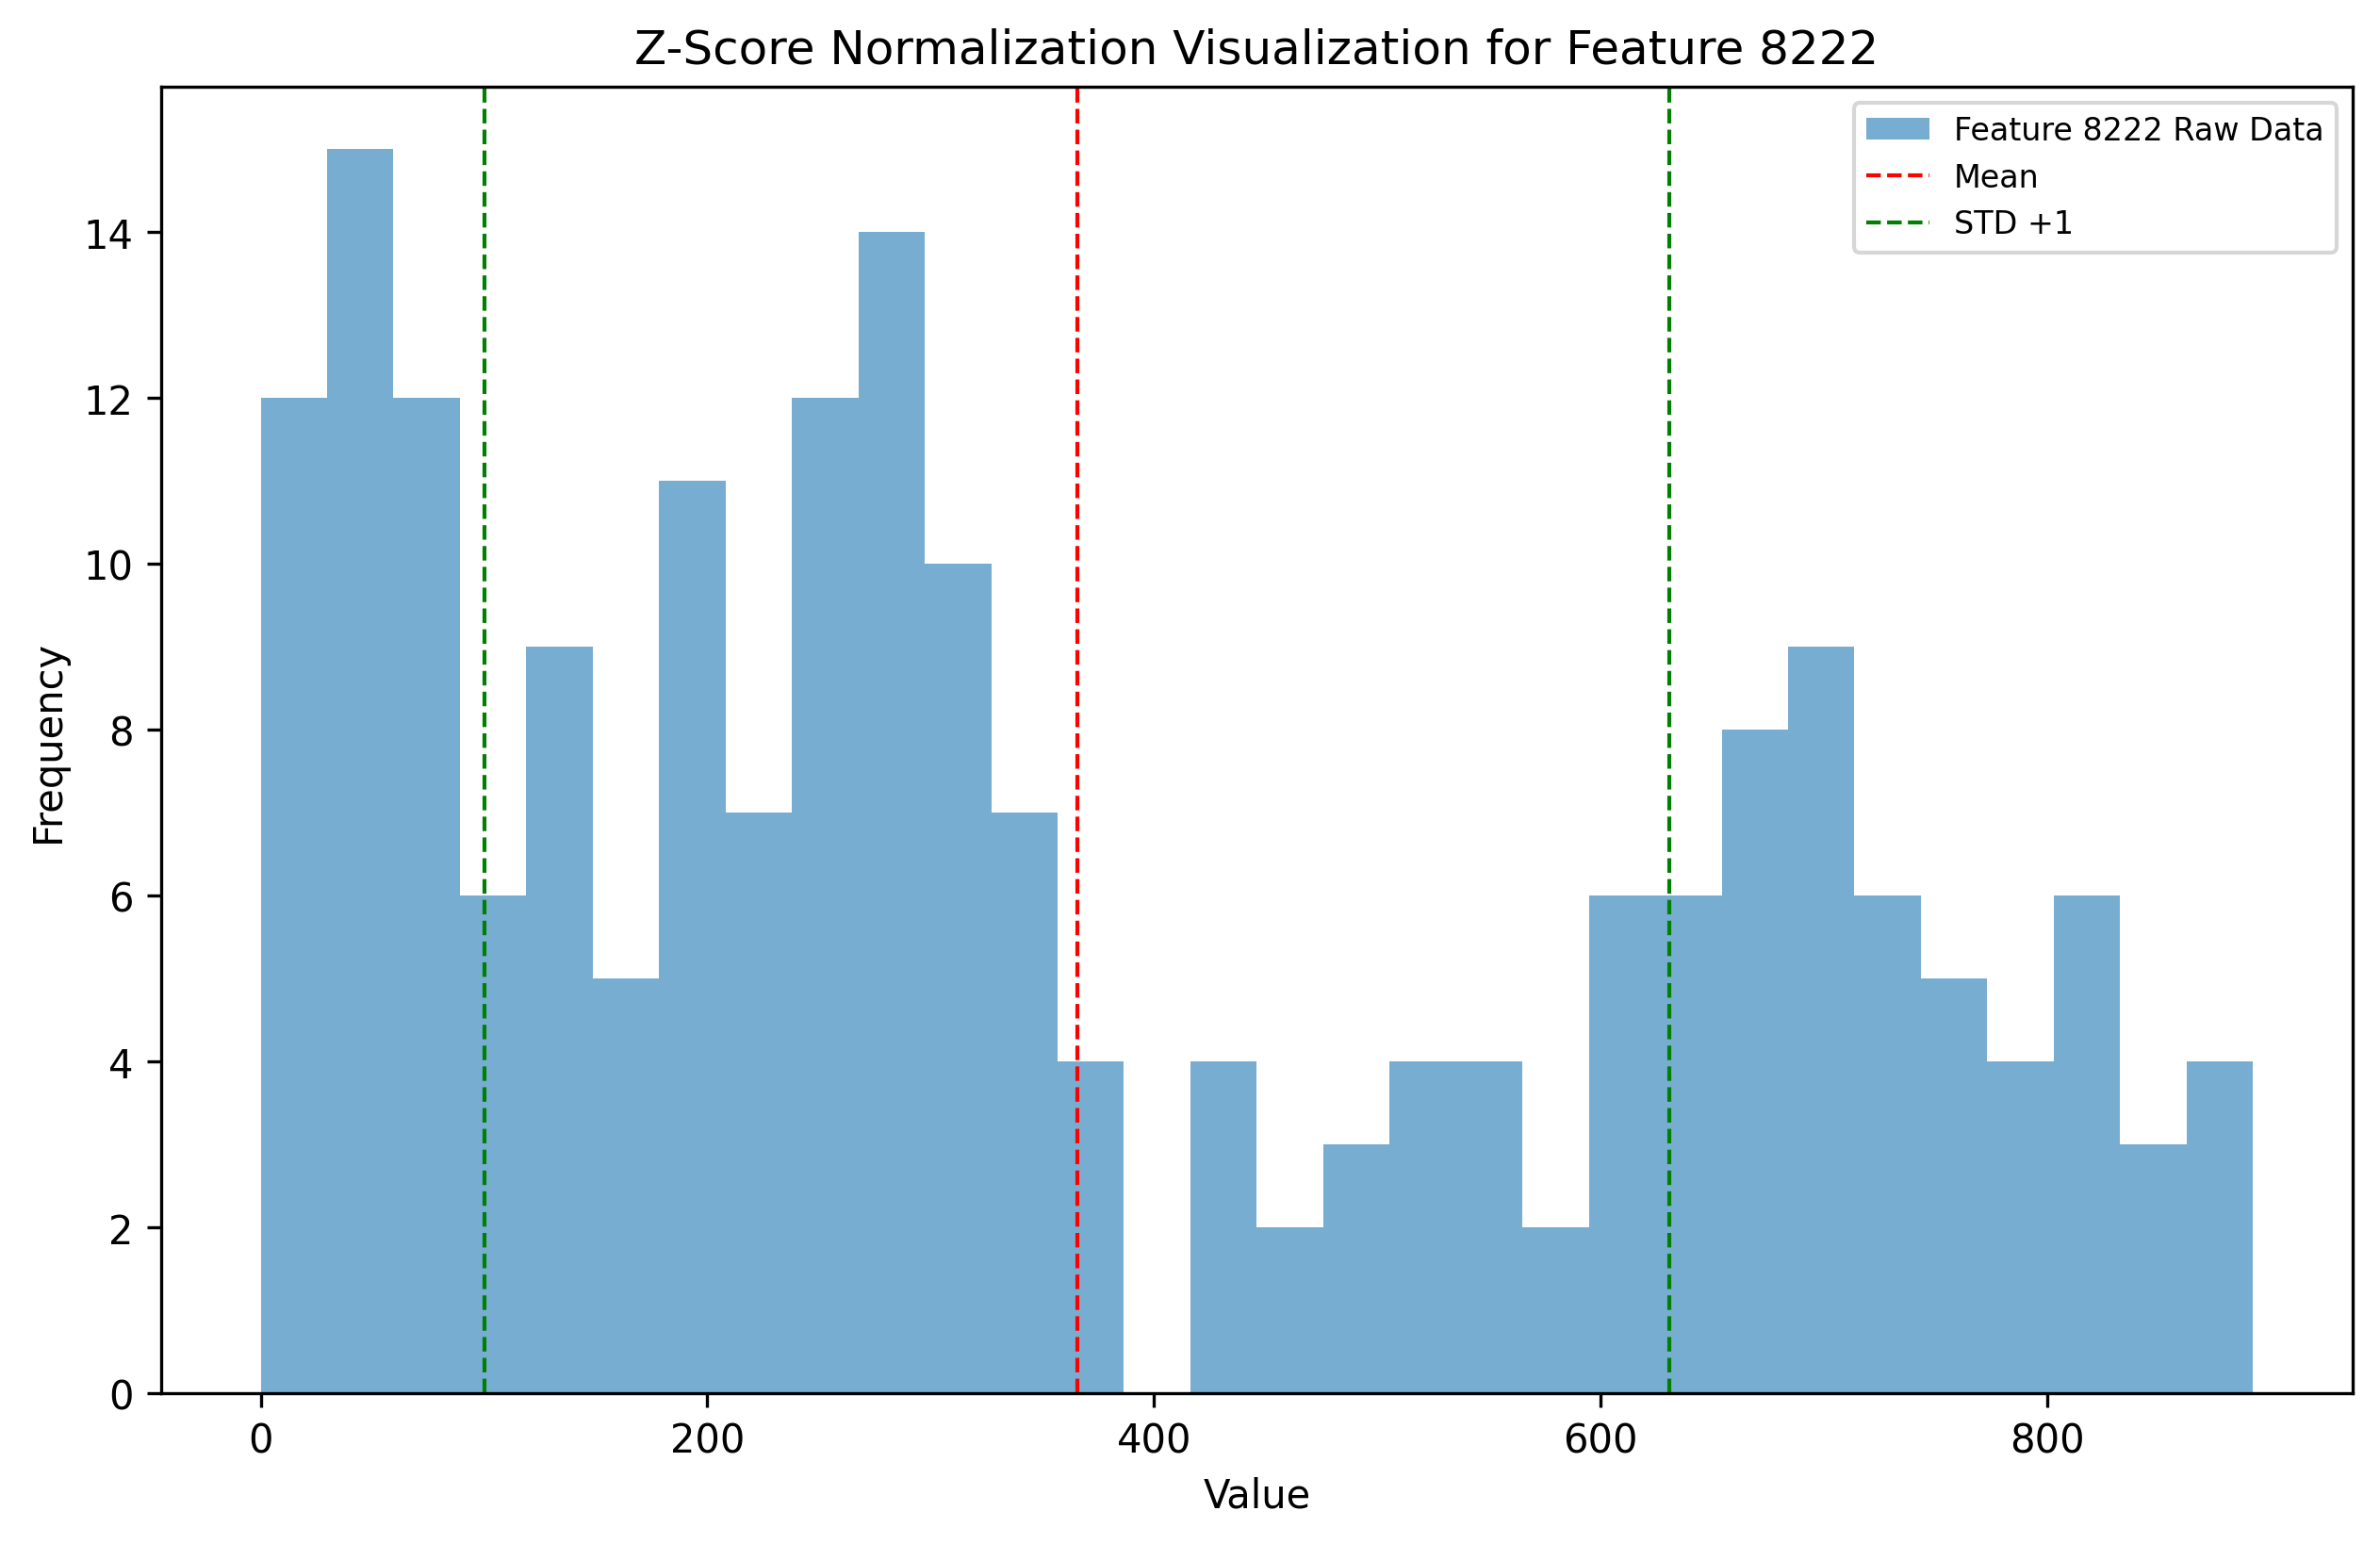 Z-Score Normalization Visualization for Feature 8222
Feature 8222 Raw Data
Mean
STD +1
14
12
10
8
6
4
2
0
Frequency
0 200 400 600 800
Value